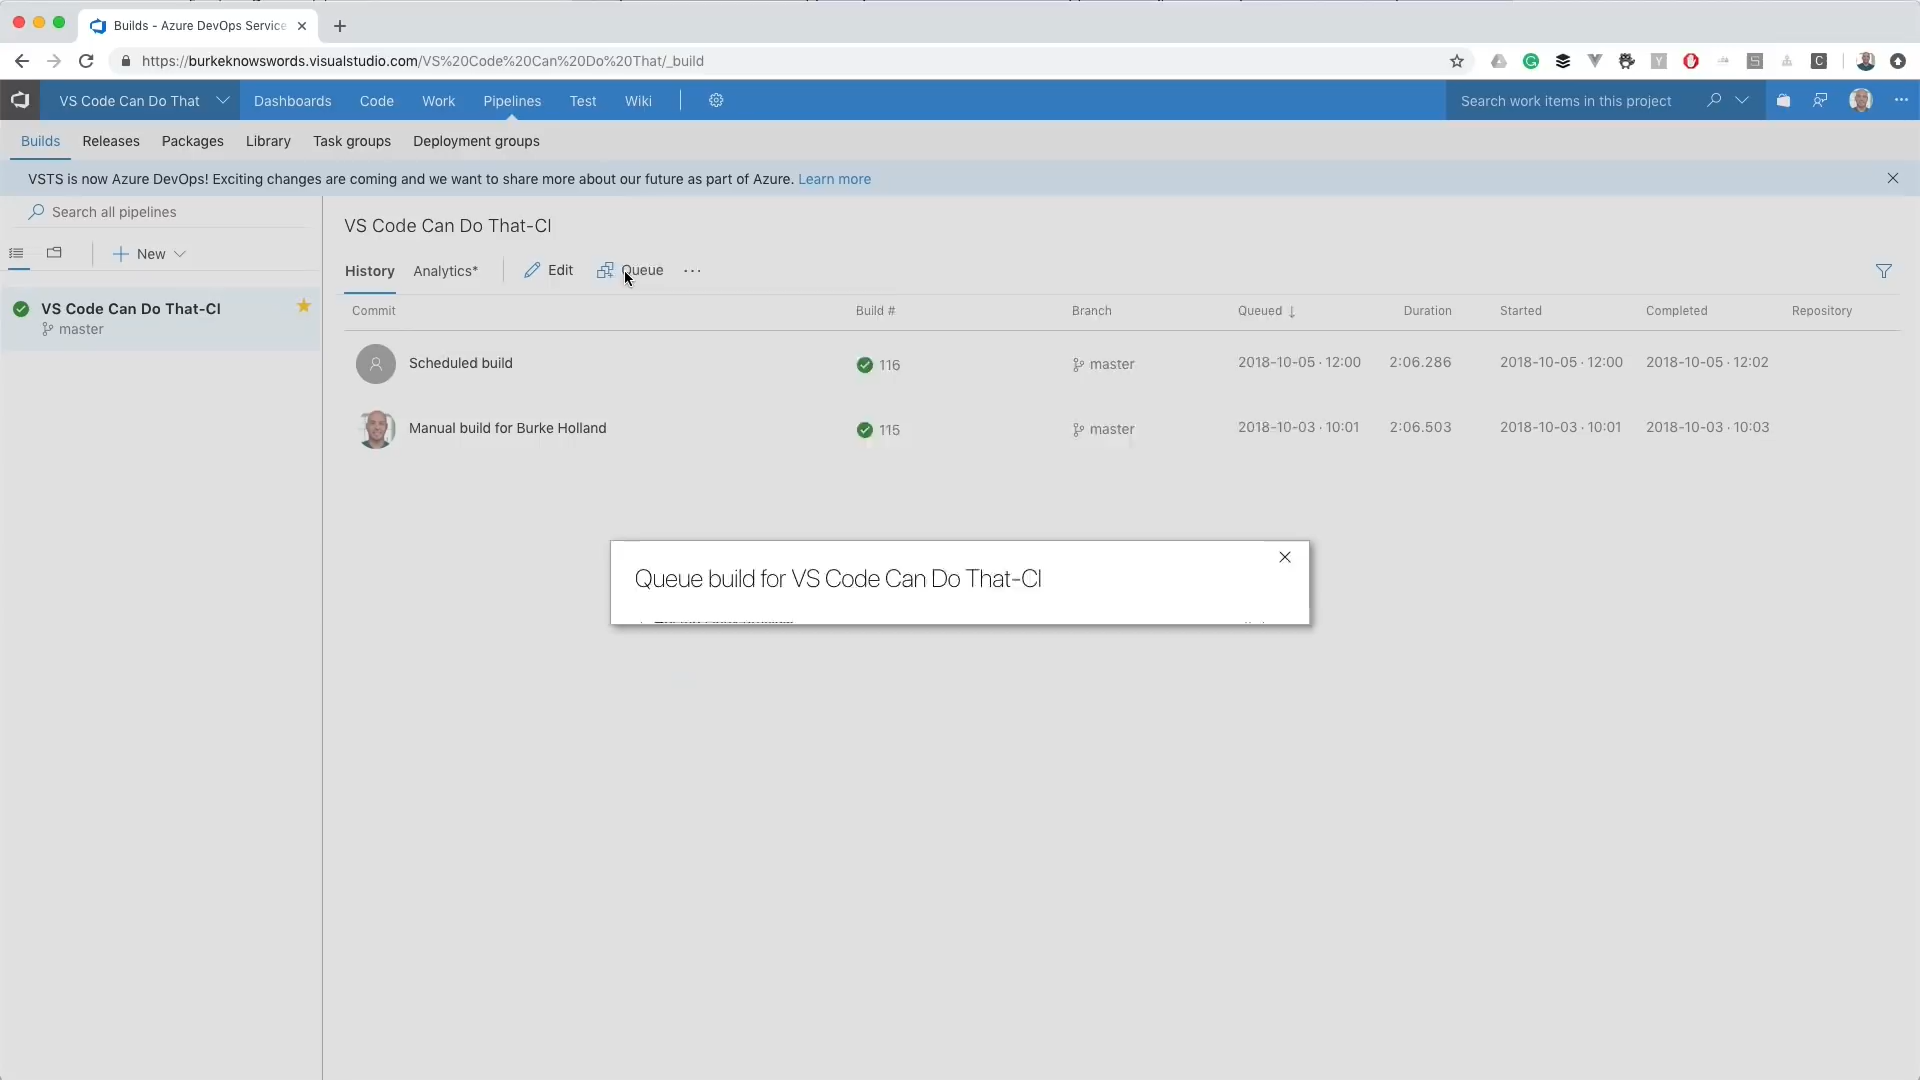 Builds - Azure DevOps Service
https://burkeknowswords.visualstudio.com/VS%20Code%20Can%20Do%20That/_build
VS Code Can Do That
Dashboards
Code
Work
Pipelines
Test
Wiki
Search work items in this project
Builds
Releases
Packages
Library
Task groups
Deployment groups
VSTS is now Azure DevOps! Exciting changes are coming and we want to share more about our future as part of Azure. Learn more
Search all pipelines
New
VS Code Can Do That-CI
master
VS Code Can Do That-CI
History
Analytics*
Edit
Queue
Commit
Build #
Branch
Queued ↓
Duration
Started
Completed
Repository
Scheduled build
116
master
2018-10-05 · 12:00
2:06.286
2018-10-05 · 12:00
2018-10-05 · 12:02
Manual build for Burke Holland
115
master
2018-10-03 · 10:01
2:06.503
2018-10-03 · 10:01
2018-10-03 · 10:03
Queue build for VS Code Can Do That-CI